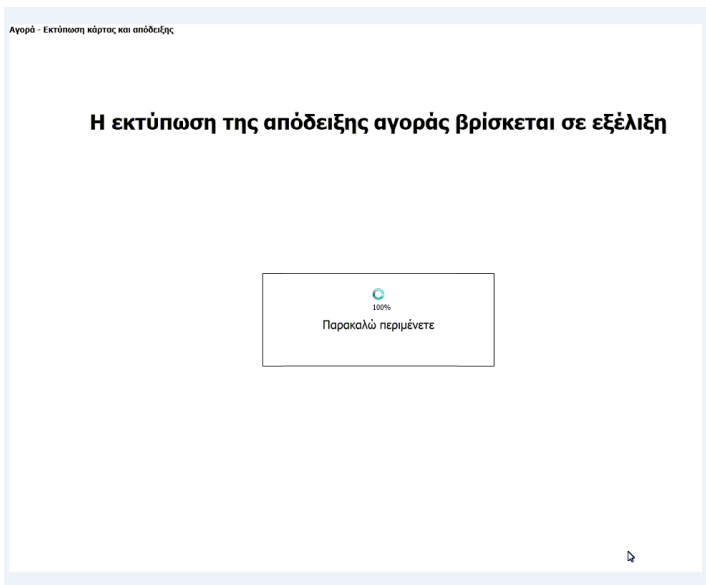 Αγορά - Εκτύπωση κάρτας και απόδειξης
Η εκτύπωση της απόδειξης αγοράς βρίσκεται σε εξέλιξη
100%
Παρακαλώ περιμένετε